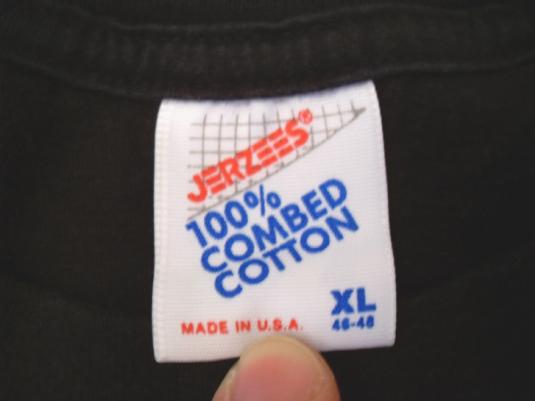 JERZEES®
100%
COMBED
COTTON
XL
46-48
MADE IN U.S.A.